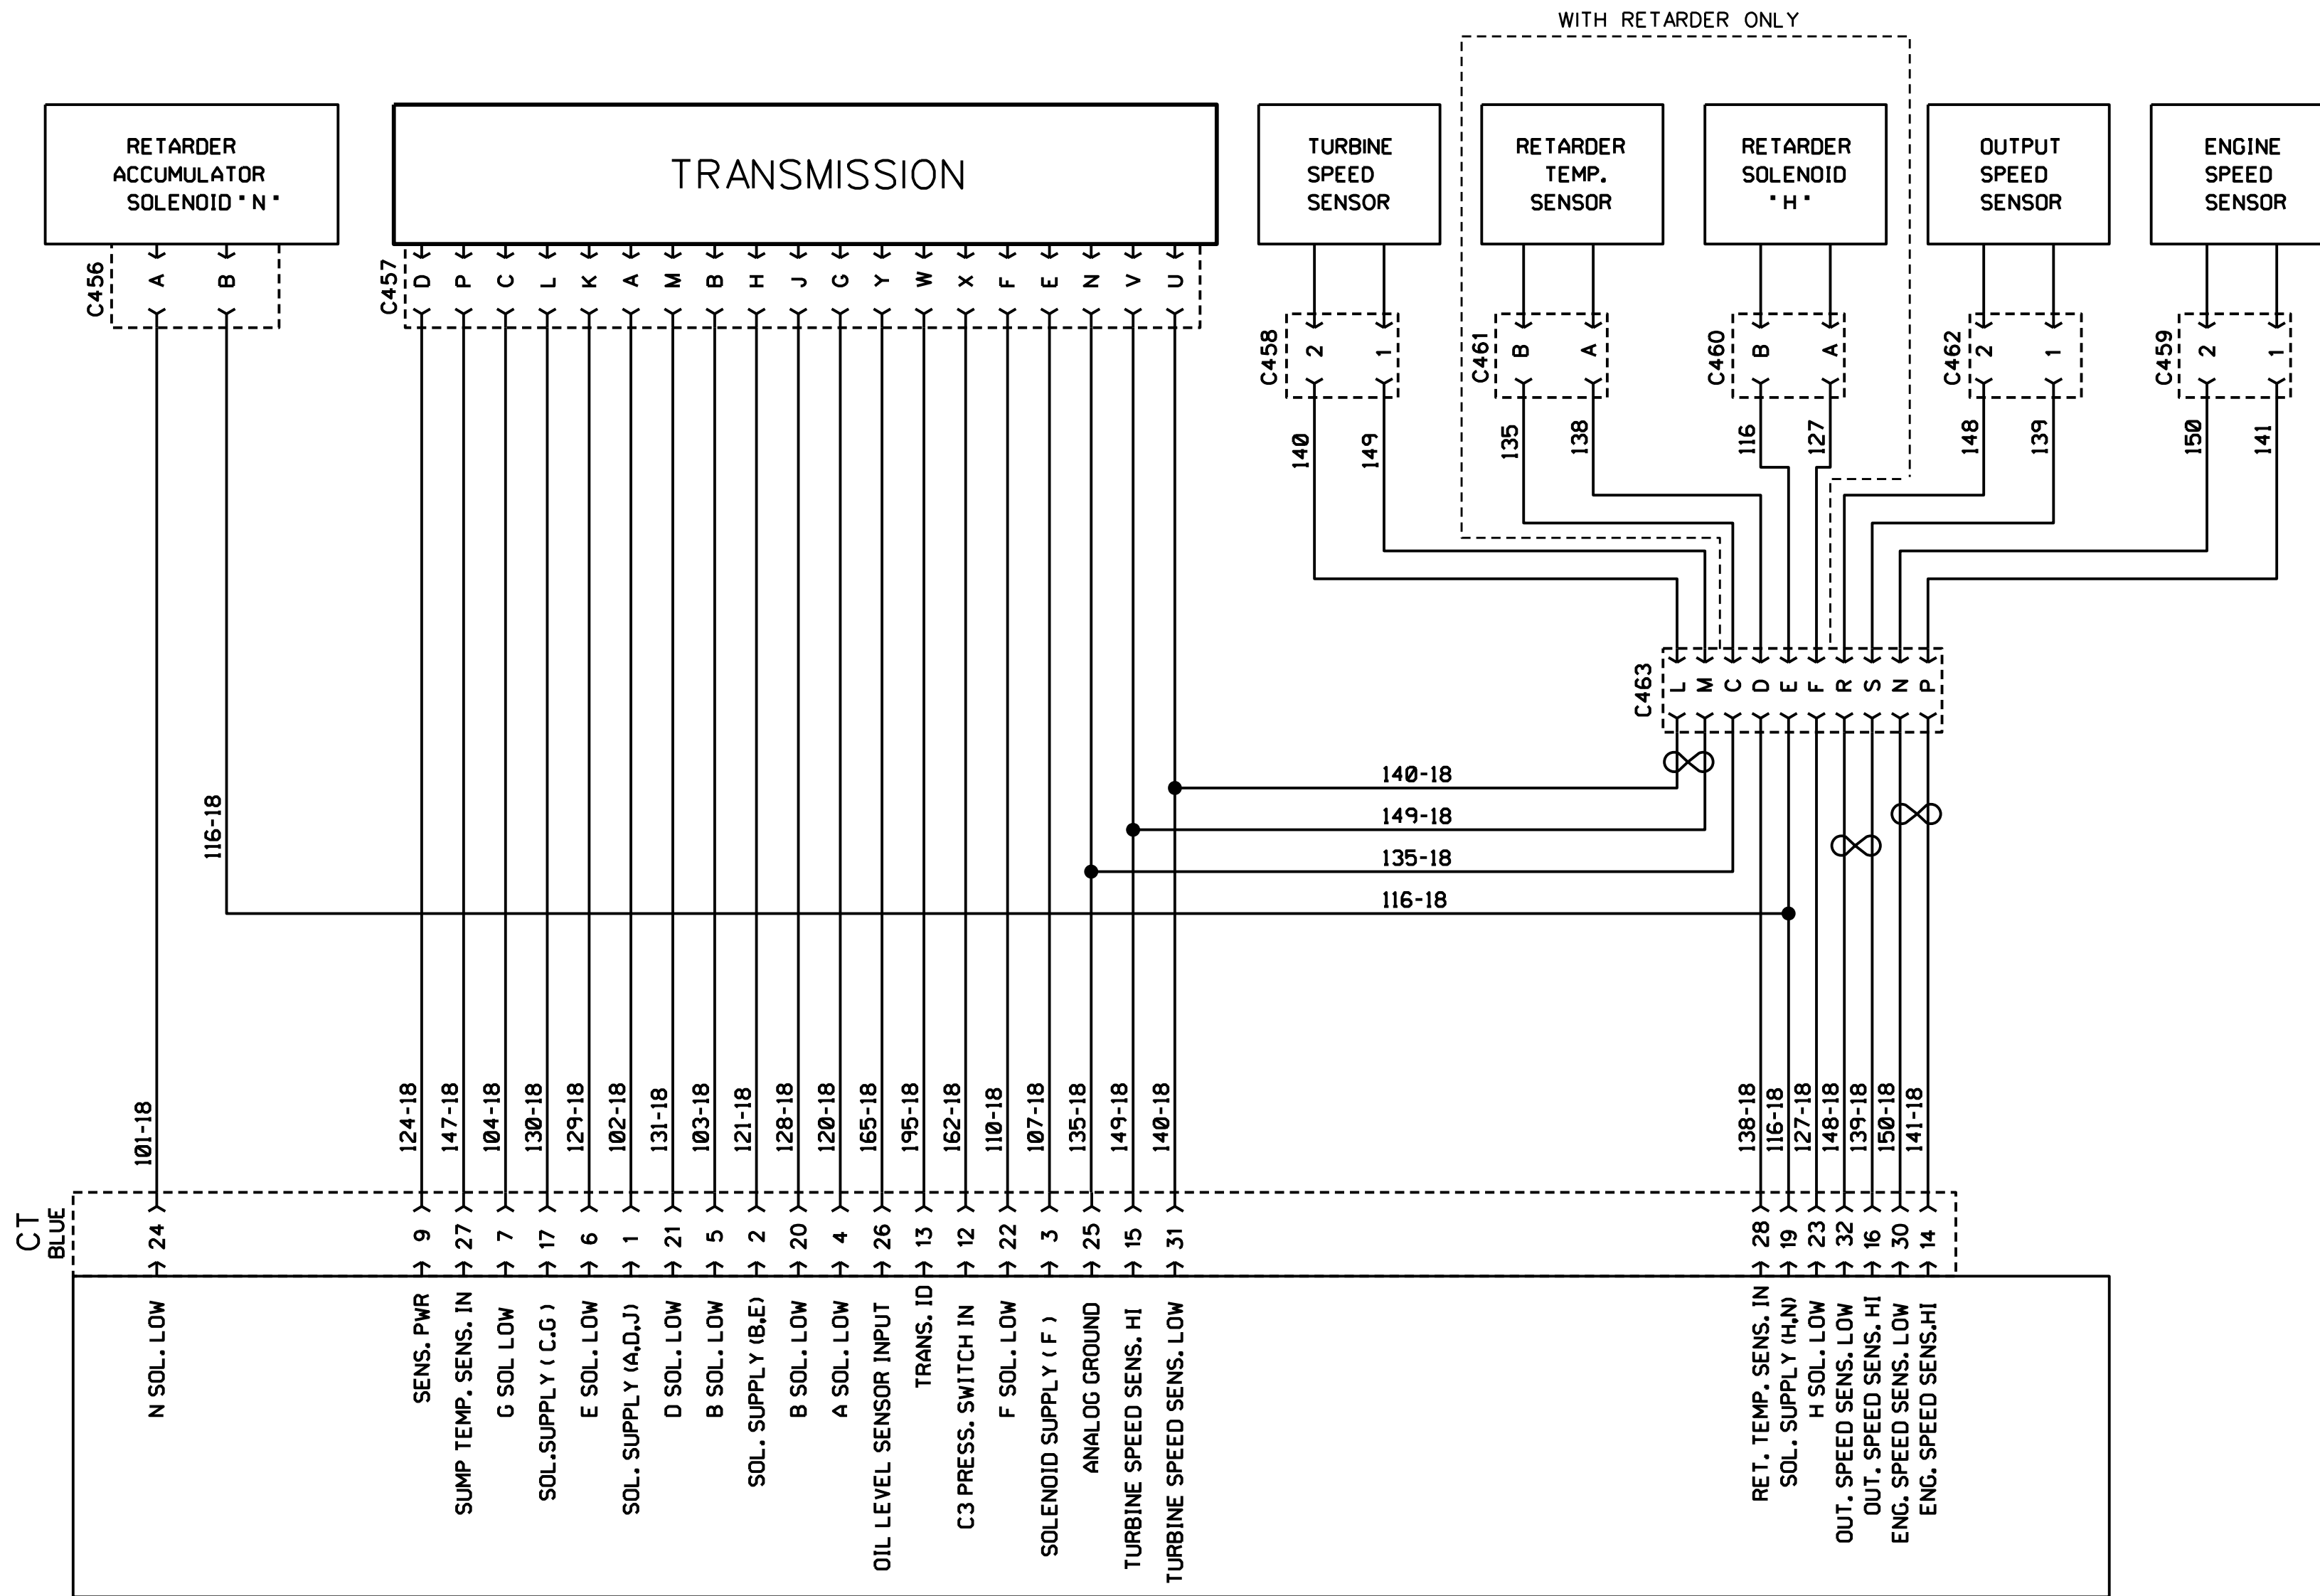 WITH RETARDER ONLY
RETARDER
ACCUMULATOR
SOLENOID "N"
TRANSMISSION
TURBINE
SPEED
SENSOR
RETARDER
TEMP.
SENSOR
RETARDER
SOLENOID
"H"
OUTPUT
SPEED
SENSOR
ENGINE
SPEED
SENSOR
C456
A
B
C457
D
P
C
L
K
A
M
B
H
J
G
Y
W
X
F
E
N
V
U
C458
2
1
C461
B
A
C460
B
A
C462
2
1
C459
2
1
140
149
135
138
116
127
148
139
150
141
C463
L
M
C
D
E
F
R
S
N
P
140-18
149-18
135-18
116-18
116-18
101-18
124-18
147-18
104-18
130-18
129-18
102-18
131-18
103-18
121-18
128-18
120-18
165-18
195-18
162-18
110-18
107-18
135-18
149-18
140-18
138-18
116-18
127-18
148-18
139-18
150-18
141-18
CT
BLUE
24
9
27
7
17
6
1
21
5
2
20
4
26
13
12
22
3
25
15
31
28
19
23
32
16
30
14
N SOL. LOW
SENS. PWR
SUMP TEMP. SENS. IN
G SOL LOW
SOL.SUPPLY (C.G )
E SOL. LOW
SOL. SUPPLY (A,D,J)
D SOL. LOW
B SOL. LOW
SOL. SUPPLY (B,E)
B SOL. LOW
A SOL. LOW
OIL LEVEL SENSOR INPUT
TRANS. ID
C3 PRESS. SWITCH IN
F SOL. LOW
SOLENOID SUPPLY ( F )
ANALOG GROUND
TURBINE SPEED SENS. HI
TURBINE SPEED SENS. LOW
RET. TEMP. SENS. IN
SOL. SUPPLY (H,N)
H SOL. LOW
OUT. SPEED SENS. LOW
OUT. SPEED SENS. HI
ENG. SPEED SENS. LOW
ENG. SPEED SENS.HI